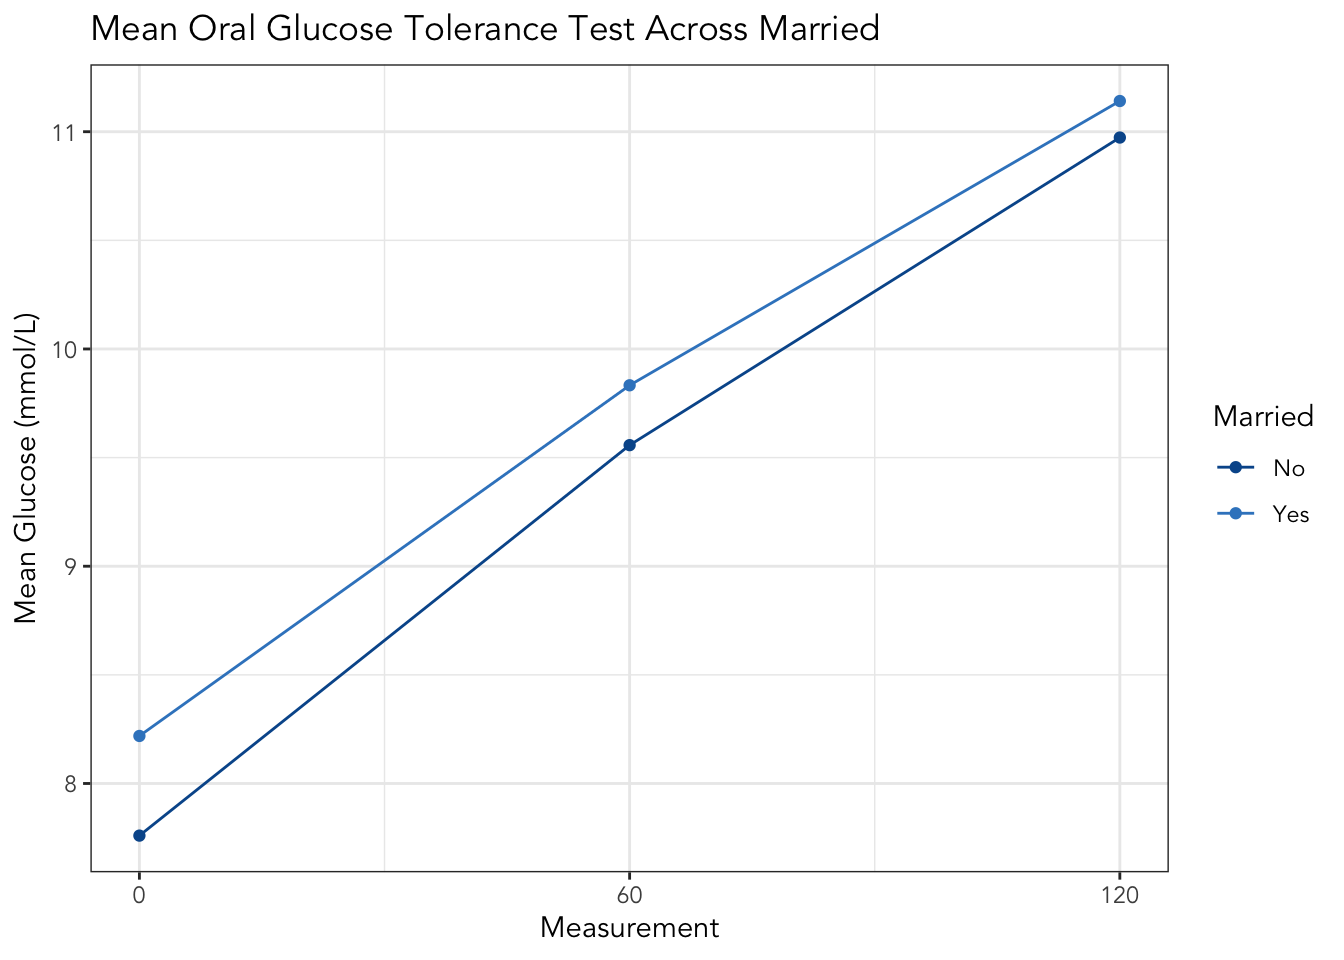 Mean Oral Glucose Tolerance Test Across Married
Mean Glucose (mmol/L)
11
10
9
8
0
60
120
Measurement
Married
No
Yes